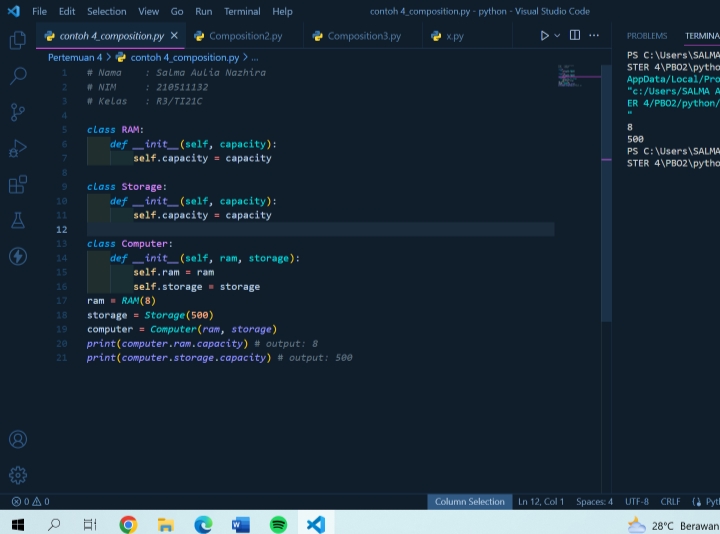 File Edit Selection View Go Run Terminal Help contoh 4_composition.py - python - Visual Studio Code
contoh 4_composition.py Composition2.py Composition3.py x.py
Pertemuan 4 > contoh 4_composition.py > ...
1 # Nama : Salma Aulia Nazhira
2 # NIM : 210511132
3 # Kelas : R3/TI21C
4
5 class RAM:
6 def __init__(self, capacity):
7 self.capacity = capacity
8
9 class Storage:
10 def __init__(self, capacity):
11 self.capacity = capacity
12
13 class Computer:
14 def __init__(self, ram, storage):
15 self.ram = ram
16 self.storage = storage
17 ram = RAM(8)
18 storage = Storage(500)
19 computer = Computer(ram, storage)
20 print(computer.ram.capacity) # output: 8
21 print(computer.storage.capacity) # output: 500
PROBLEMS TERMINA
PS C:\Users\SALMA
STER 4\PBO2\pytho
AppData/Local/Pro
"c:/Users/SALMA A
ER 4/PBO2/python/
"
8
500
PS C:\Users\SALMA
STER 4\PBO2\pytho
0 0 Column Selection Ln 12, Col 1 Spaces: 4 UTF-8 CRLF Pyt
28°C Berawan